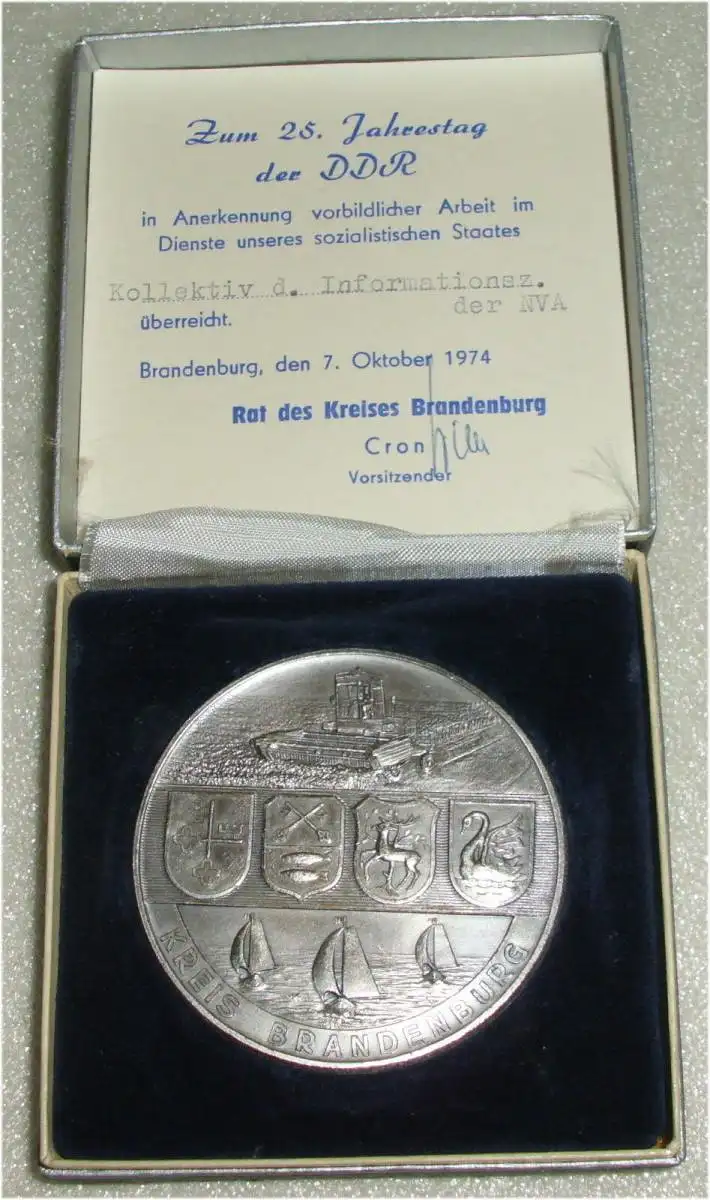 Zum 25. Jahrestag
der DDR
in Anerkennung vorbildlicher Arbeit im
Dienste unseres sozialistischen Staates
Kollektiv d. Informationsz.
der NVA
überreicht.
Brandenburg, den 7. Oktober 1974
Rat des Kreises Brandenburg
Cron
Vorsitzender
KREIS BRANDENBURG